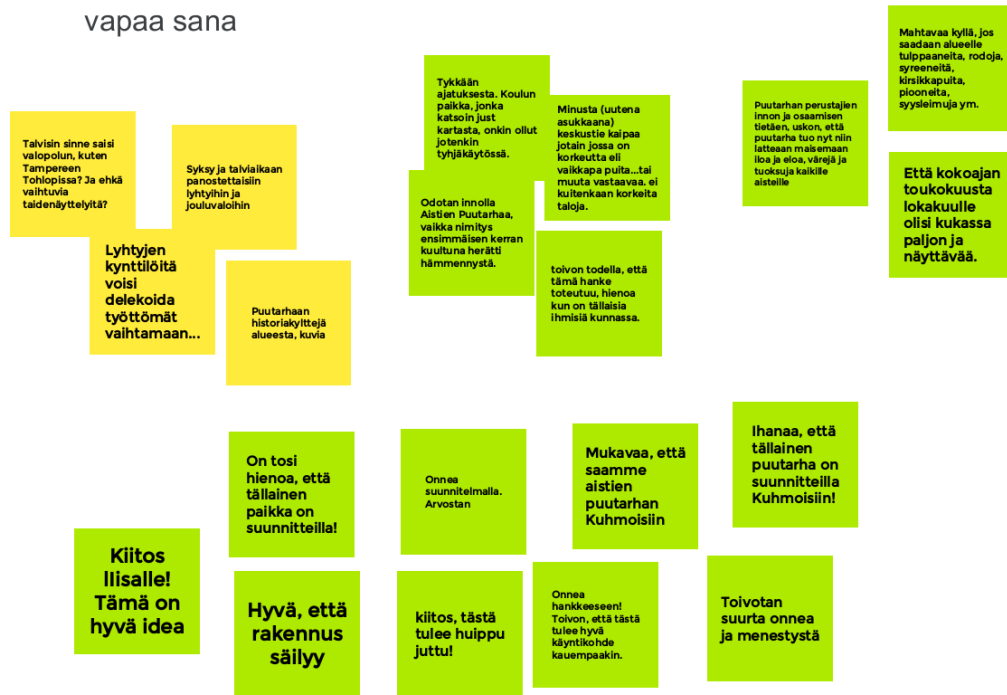 vapaa sana
Talvisin sinne saisi
valopolun, kuten
Tampereen
Tohlopissa? Ja ehkä
vaihtuvia
taidenäyttelyitä?
Syksy ja talviaikaan
panostettaisiin
lyhtyihin ja
jouluvaloihin
Lyhtyjen
kynttilöitä
voisi
delekoida
työttömät
vaihtamaan...
Puutarhaan
historiakylttejä
alueesta, kuvia
Tykkään
ajatuksesta. Koulun
paikka, jonka
katsoin just
kartasta, onkin ollut
jotenkin
tyhjäkäytössä.
Minusta (uutena
asukkaana)
keskustie kaipaa
jotain jossa on
korkeutta eli
vaikkapa puita...tai
muuta vastaavaa. ei
kuitenkaan korkeita
taloja.
Odotan innolla
Aistien Puutarhaa,
vaikka nimitys
ensimmäisen kerran
kuultuna herätti
hämmennystä.
toivon todella, että
tämä hanke
toteutuu, hienoa
kun on tällaisia
ihmisiä kunnassa.
Puutarhan perustajien
innon ja osaamisen
tietäen, uskon, että
puutarha tuo nyt niin
latteaan maisemaan
iloa ja eloa, värejä ja
tuoksuja kaikille
aisteille
Mahtavaa kyllä, jos
saadaan alueelle
tulppaaneita, rodoja,
syreeneitä,
kirsikkapuita,
piooneita,
syysleimuja ym.
Että kokoajan
toukokuusta
lokakuulle
olisi kukassa
paljon ja
näyttävää.
On tosi
hienoa, että
tällainen
paikka on
suunnitteilla!
Onnea
suunnitelmalla.
Arvostan
Mukavaa, että
saamme
aistien
puutarhan
Kuhmoisiin
Ihanaa, että
tällainen
puutarha on
suunnitteilla
Kuhmoisiin!
Kiitos
Ilisalle!
Tämä on
hyvä idea
Hyvä, että
rakennus
säilyy
kiitos, tästä
tulee huippu
juttu!
Onnea
hankkeeseen!
Toivon, että tästä
tulee hyvä
käyntikohde
kauempaakin.
Toivotan
suurta onnea
ja menestystä